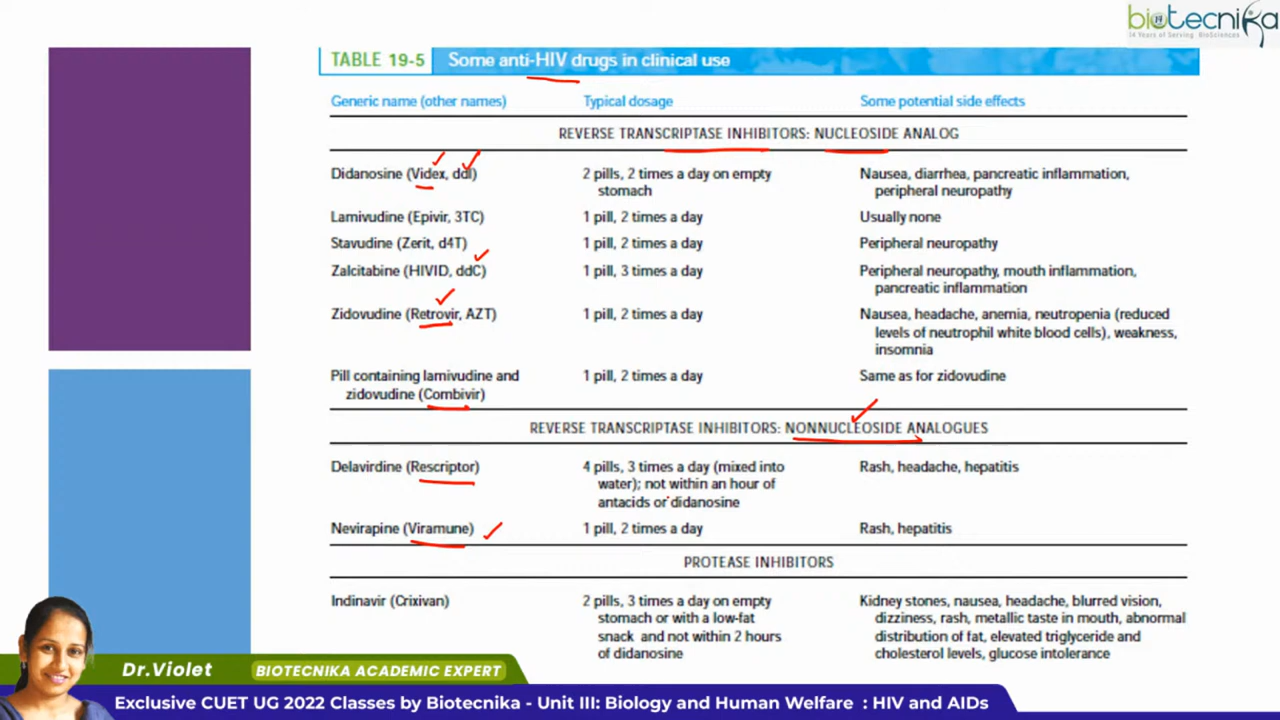 biotecnika
14 Years of Serving BioSciences
TABLE 19-5 Some anti-HIV drugs in clinical use
Generic name (other names) Typical dosage Some potential side effects
REVERSE TRANSCRIPTASE INHIBITORS: NUCLEOSIDE ANALOG
Didanosine (Videx, ddI) 2 pills, 2 times a day on empty Nausea, diarrhea, pancreatic inflammation,
stomach peripheral neuropathy
Lamivudine (Epivir, 3TC) 1 pill, 2 times a day Usually none
Stavudine (Zerit, d4T) 1 pill, 2 times a day Peripheral neuropathy
Zalcitabine (HIVID, ddC) 1 pill, 3 times a day Peripheral neuropathy, mouth inflammation,
pancreatic inflammation
Zidovudine (Retrovir, AZT) 1 pill, 2 times a day Nausea, headache, anemia, neutropenia (reduced
levels of neutrophil white blood cells), weakness,
insomnia
Pill containing lamivudine and 1 pill, 2 times a day Same as for zidovudine
zidovudine (Combivir)
REVERSE TRANSCRIPTASE INHIBITORS: NONNUCLEOSIDE ANALOGUES
Delavirdine (Rescriptor) 4 pills, 3 times a day (mixed into Rash, headache, hepatitis
water); not within an hour of
antacids or didanosine
Nevirapine (Viramune) 1 pill, 2 times a day Rash, hepatitis
PROTEASE INHIBITORS
Indinavir (Crixivan) 2 pills, 3 times a day on empty Kidney stones, nausea, headache, blurred vision,
stomach or with a low-fat dizziness, rash, metallic taste in mouth, abnormal
snack and not within 2 hours distribution of fat, elevated triglyceride and
of didanosine cholesterol levels, glucose intolerance
Dr.Violet BIOTECNIKA ACADEMIC EXPERT
Exclusive CUET UG 2022 Classes by Biotecnika - Unit III: Biology and Human Welfare : HIV and AIDs